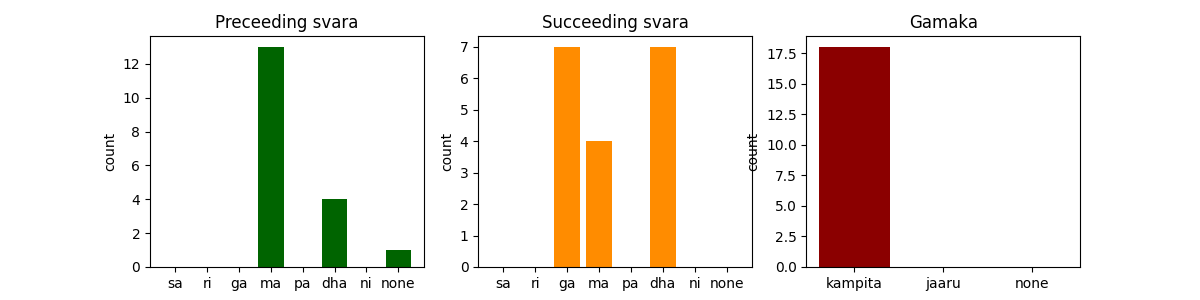 Preceeding svara
count
12
10
8
6
4
2
0
sa ri ga ma pa dha ni none
Succeeding svara
count
7
6
5
4
3
2
1
0
sa ri ga ma pa dha ni none
Gamaka
count
17.5
15.0
12.5
10.0
7.5
5.0
2.5
0.0
kampita jaaru none